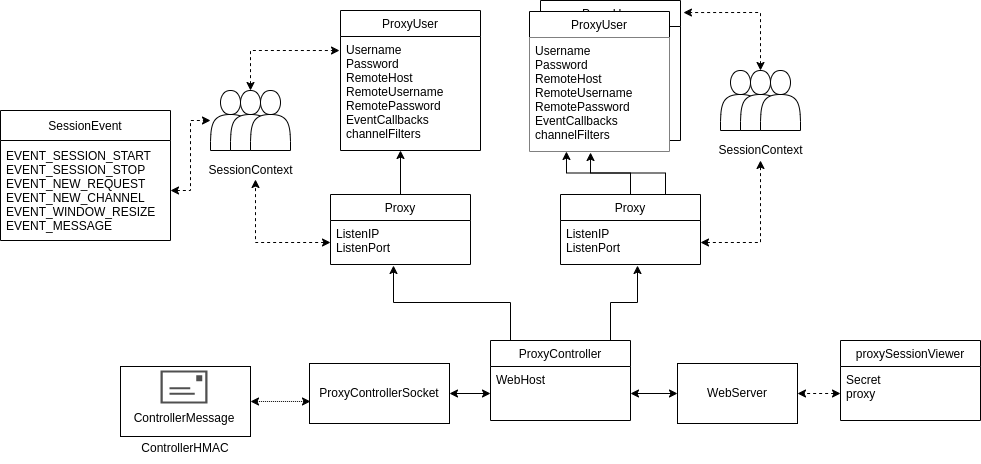 ProxyUser
Username
Password
RemoteHost
RemoteUsername
RemotePassword
EventCallbacks
channelFilters
ProxyUser
Username
Password
RemoteHost
RemoteUsername
RemotePassword
EventCallbacks
channelFilters
SessionEvent
EVENT_SESSION_START
EVENT_SESSION_STOP
EVENT_NEW_REQUEST
EVENT_NEW_CHANNEL
EVENT_WINDOW_RESIZE
EVENT_MESSAGE
SessionContext
SessionContext
Proxy
ListenIP
ListenPort
Proxy
ListenIP
ListenPort
ProxyController
WebHost
proxySessionViewer
Secret
proxy
ProxyControllerSocket
WebServer
ControllerMessage
ControllerHMAC